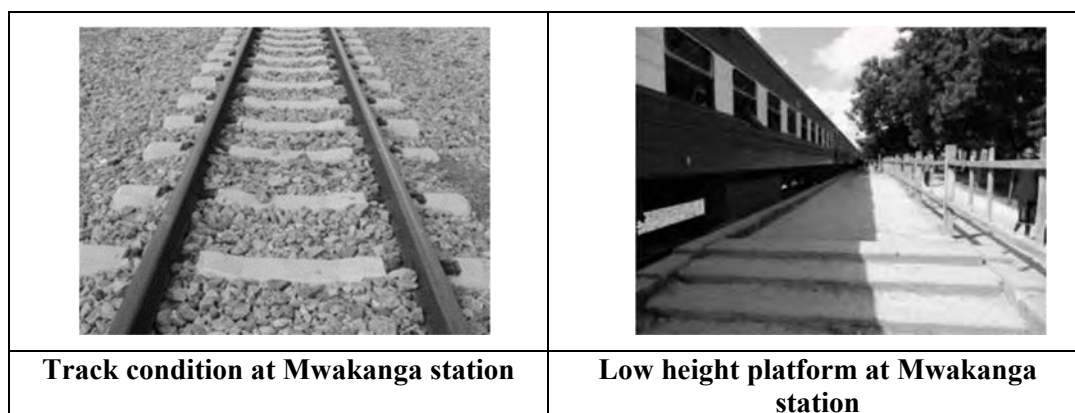 Track condition at Mwakanga station
Low height platform at Mwakanga
station